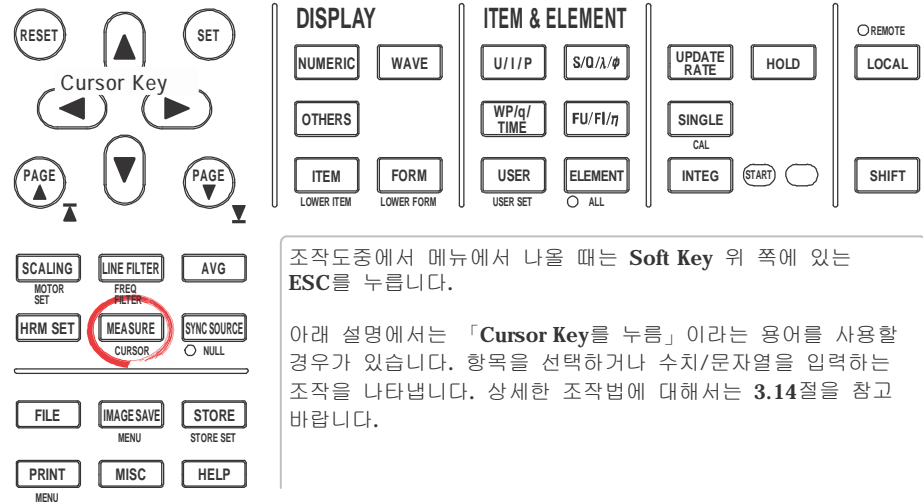 RESET
SET
Cursor Key
PAGE
PAGE
DISPLAY
NUMERIC WAVE
OTHERS
ITEM FORM
LOWER ITEM LOWER FORM
ITEM & ELEMENT
U/I/P S/Q/λ/ϕ
WP/q/
TIME
FU/FI/η
USER ELEMENT
USER SET ALL
UPDATE
RATE
HOLD
SINGLE
CAL
INTEG START
REMOTE
LOCAL
SHIFT
SCALING LINE FILTER AVG
MOTOR
SET
FREQ
FILTER
HRM SET MEASURE SYNC SOURCE
CURSOR NULL
FILE IMAGE SAVE STORE
MENU STORE SET
PRINT MISC HELP
MENU
조작도중에서 메뉴에서 나올 때는 Soft Key 위 쪽에 있는
ESC를 누릅니다.
아래 설명에서는 「Cursor Key를 누름」이라는 용어를 사용할
경우가 있습니다. 항목을 선택하거나 수치/문자열을 입력하는
조작을 나타냅니다. 상세한 조작법에 대해서는 3.14절을 참고
바랍니다.